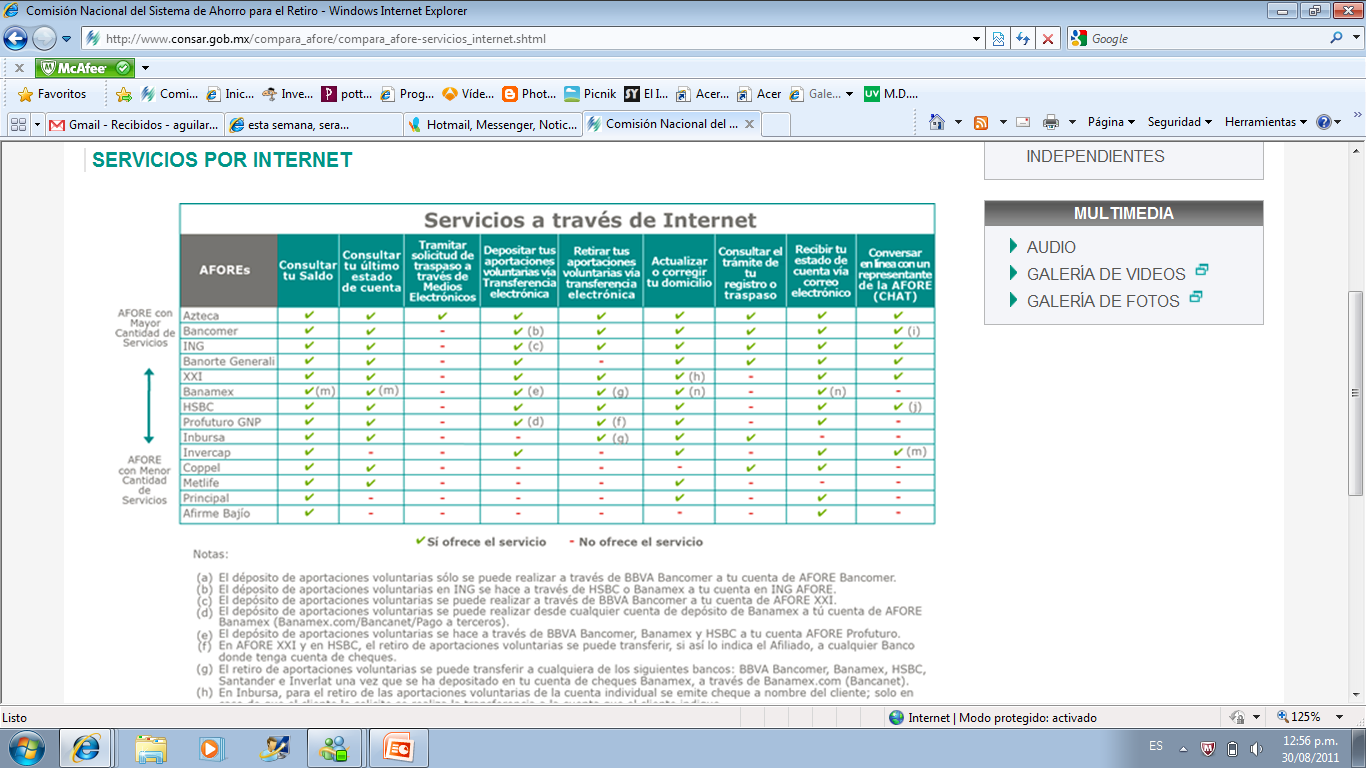 Comisión Nacional del Sistema de Ahorro para el Retiro - Windows Internet Explorer
http://www.consar.gob.mx/compara_afore/compara_afore-servicios_internet.shtml
Google
x McAfee
Favoritos Comi... Inic... Inve... pott... Prog... Víde... Phot... Picnik El I... Acer... Acer Gale... M.D....
Gmail - Recibidos - aguilar... esta semana, sera... Hotmail, Messenger, Notic... Comisión Nacional del ... x Página Seguridad Herramientas
SERVICIOS POR INTERNET
INDEPENDIENTES
MULTIMEDIA
AUDIO
GALERÍA DE VIDEOS
GALERÍA DE FOTOS
Servicios a través de Internet
AFOREs
Consultar
tu Saldo
Consultar
tu último
estado
de cuenta
Tramitar
solicitud de
traspaso a
través de
Medios
Electrónicos
Depositar tus
aportaciones
voluntarias vía
Transferencia
electrónica
Retirar tus
aportaciones
voluntarias vía
transferencia
electrónica
Actualizar
o corregir
tu domicilio
Consultar el
trámite de
tu
registro o
traspaso
Recibir tu
estado de
cuenta vía
correo
electrónico
Conversar
en línea con un
representante
de la AFORE
(CHAT)
AFORE con
Mayor
Cantidad de
Servicios
AFORE
con Menor
Cantidad
de
Servicios
Azteca ✔ ✔ ✔ ✔ ✔ ✔ ✔ ✔ ✔
Bancomer ✔ ✔ - ✔(b) ✔ ✔ ✔ ✔ ✔(i)
ING ✔ ✔ - ✔(c) ✔ ✔ ✔ ✔ ✔
Banorte Generali ✔ ✔ - ✔ - ✔ ✔ ✔ ✔
XXI ✔ ✔ - ✔ ✔ ✔(h) - ✔ ✔
Banamex ✔(m) ✔(m) - ✔(e) ✔(g) ✔(n) - ✔(n) -
HSBC ✔ ✔ - ✔ ✔ ✔ - ✔ ✔(j)
Profuturo GNP ✔ ✔ - ✔(d) ✔(f) ✔ - ✔ -
Inbursa ✔ ✔ - - ✔(g) ✔ ✔ - -
Invercap ✔ - - ✔ - ✔ - ✔ ✔(m)
Coppel ✔ ✔ - - - - ✔ ✔ -
Metlife ✔ ✔ - - - ✔ - - -
Principal ✔ - - - - ✔ - ✔ -
Afirme Bajío ✔ - - - - - - ✔ -
✔Sí ofrece el servicio - No ofrece el servicio
Notas:
(a) El déposito de aportaciones voluntarias sólo se puede realizar a través de BBVA Bancomer a tu cuenta de AFORE Bancomer.
(b) El depósito de aportaciones voluntarias en ING se hace a través de HSBC o Banamex a tu cuenta en ING AFORE.
(c) El depósito de aportaciones voluntarias se puede realizar a través de BBVA Bancomer a tu cuenta de AFORE XXI.
(d) El depósito de aportaciones voluntarias se puede realizar desde cualquier cuenta de depósito de Banamex a tú cuenta de AFORE
Banamex (Banamex.com/Bancanet/Pago a terceros).
(e) El depósito de aportaciones voluntarias se hace a través de BBVA Bancomer, Banamex y HSBC a tu cuenta AFORE Profuturo.
(f) En AFORE XXI y en HSBC, el retiro de aportaciones voluntarias se puede transferir, si así lo indica el Afiliado, a cualquier Banco
donde tenga cuenta de cheques.
(g) El retiro de aportaciones voluntarias se puede transferir a cualquiera de los siguientes bancos: BBVA Bancomer, Banamex, HSBC,
Santander e Inverlat una vez que se ha depositado en tu cuenta de cheques Banamex, a través de Banamex.com (Bancanet).
(h) En Inbursa, para el retiro de las aportaciones voluntarias de la cuenta individual se emite cheque a nombre del cliente; solo en
Listo Internet | Modo protegido: activado 125%
ES 12:56 p.m.
30/08/2011